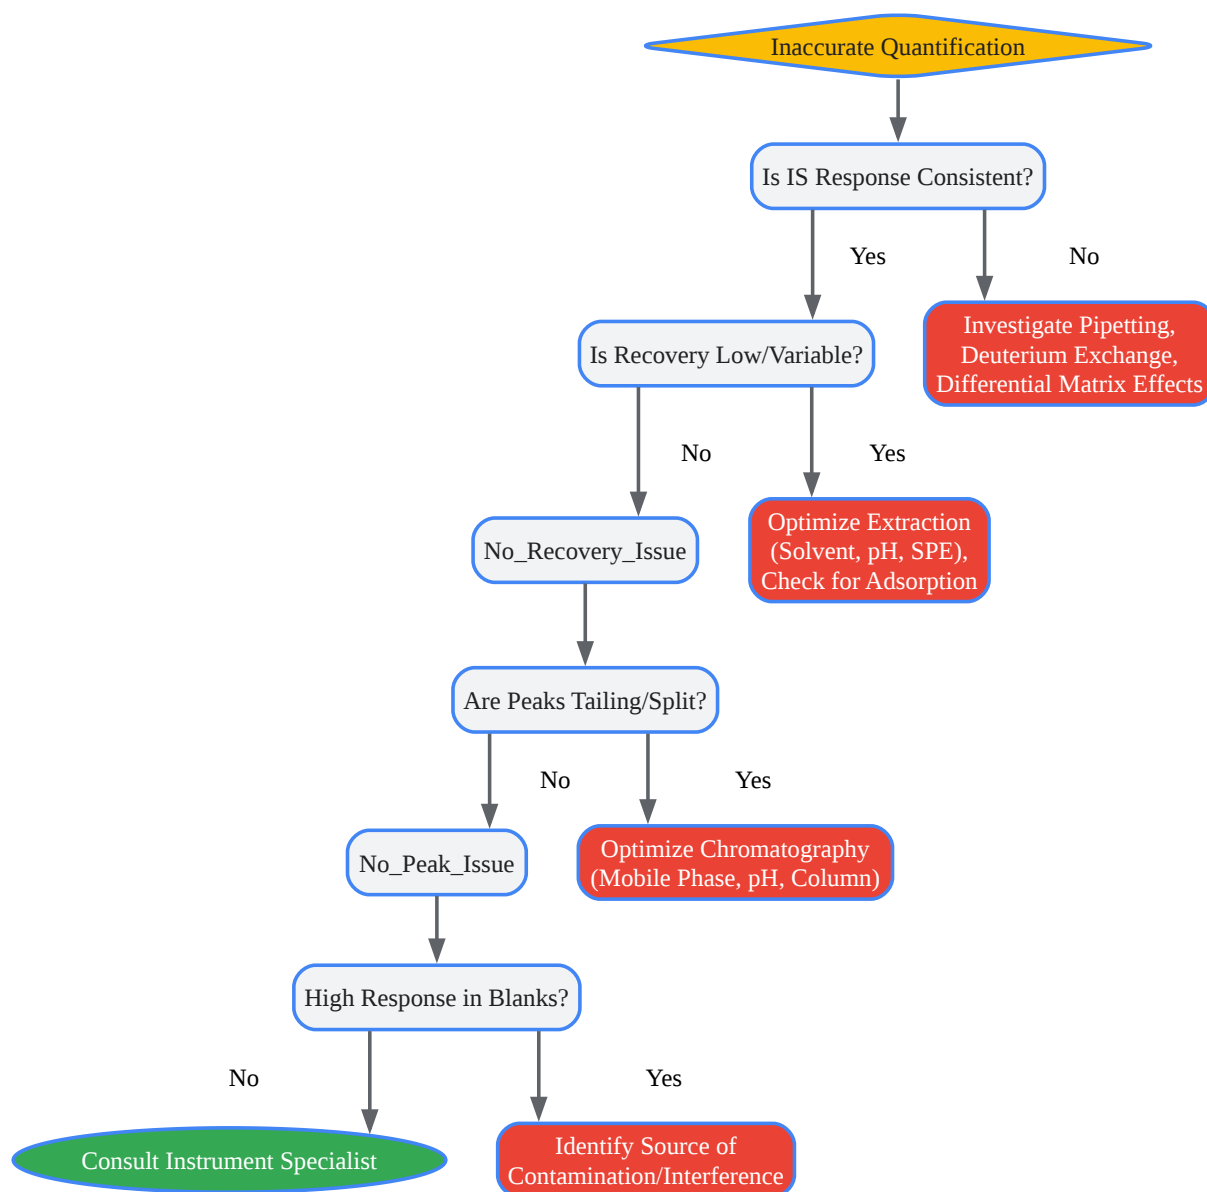 Inaccurate Quantification
Is IS Response Consistent?
Yes
No
Investigate Pipetting,
Deuterium Exchange,
Differential Matrix Effects
Is Recovery Low/Variable?
No
Yes
Optimize Extraction
(Solvent, pH, SPE),
Check for Adsorption
No_Recovery_Issue
Are Peaks Tailing/Split?
No
Yes
Optimize Chromatography
(Mobile Phase, pH, Column)
No_Peak_Issue
High Response in Blanks?
No
Yes
Consult Instrument Specialist
Identify Source of
Contamination/Interference